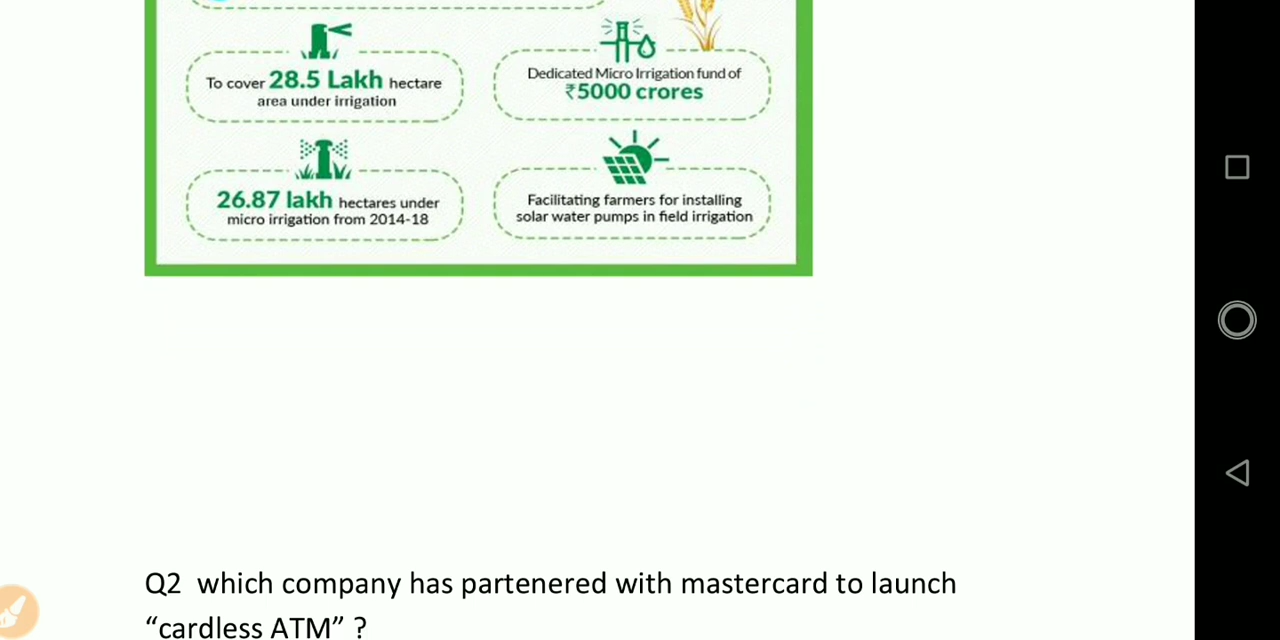 To cover 28.5 Lakh hectare
area under irrigation
Dedicated Micro Irrigation fund of
₹5000 crores
26.87 lakh hectares under
micro irrigation from 2014-18
Facilitating farmers for installing
solar water pumps in field irrigation
Q2 which company has partenered with mastercard to launch
“cardless ATM” ?